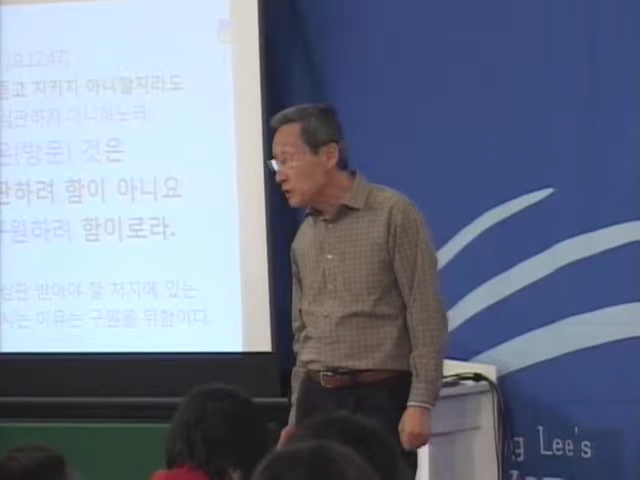 듣고 지키지 아니할지라도
심판하지 아니하노라
온(방문) 것은
판하려 함이 아니요
구원하려 함이로라.
심판 받아야 할 처지에 있는
시는 이유는 구원을 위함이다.
g Lee's